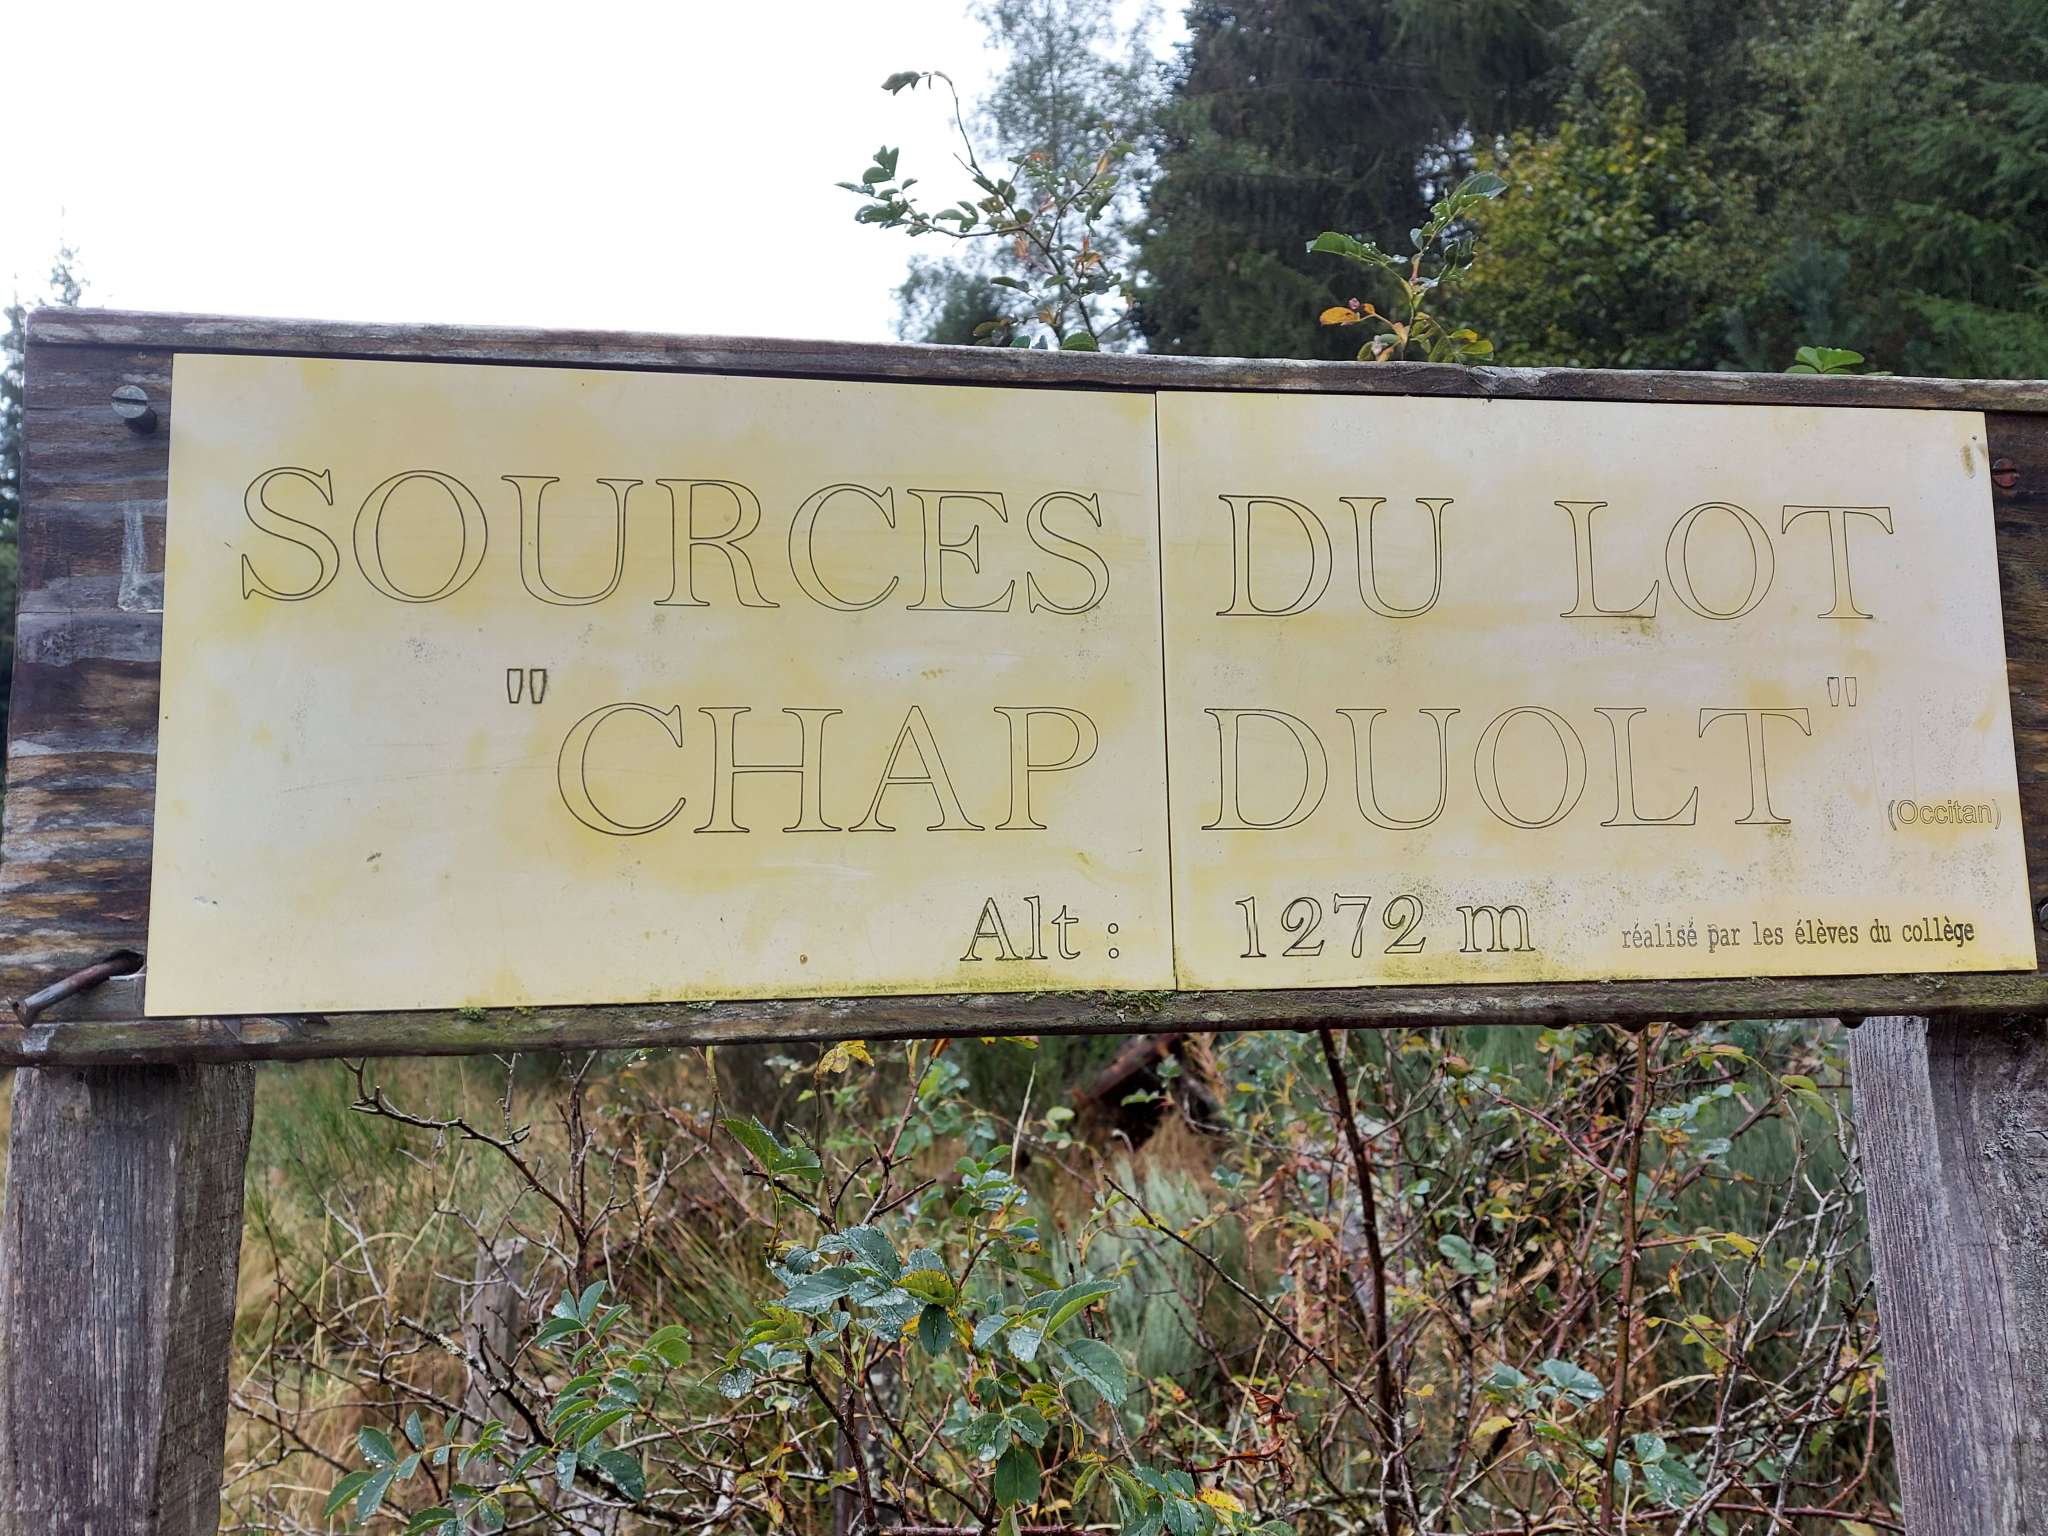 SOURCES DU LOT
"CHAP DUOLT" (Occitan)
Alt : 1272 m réalisé par les élèves du collège